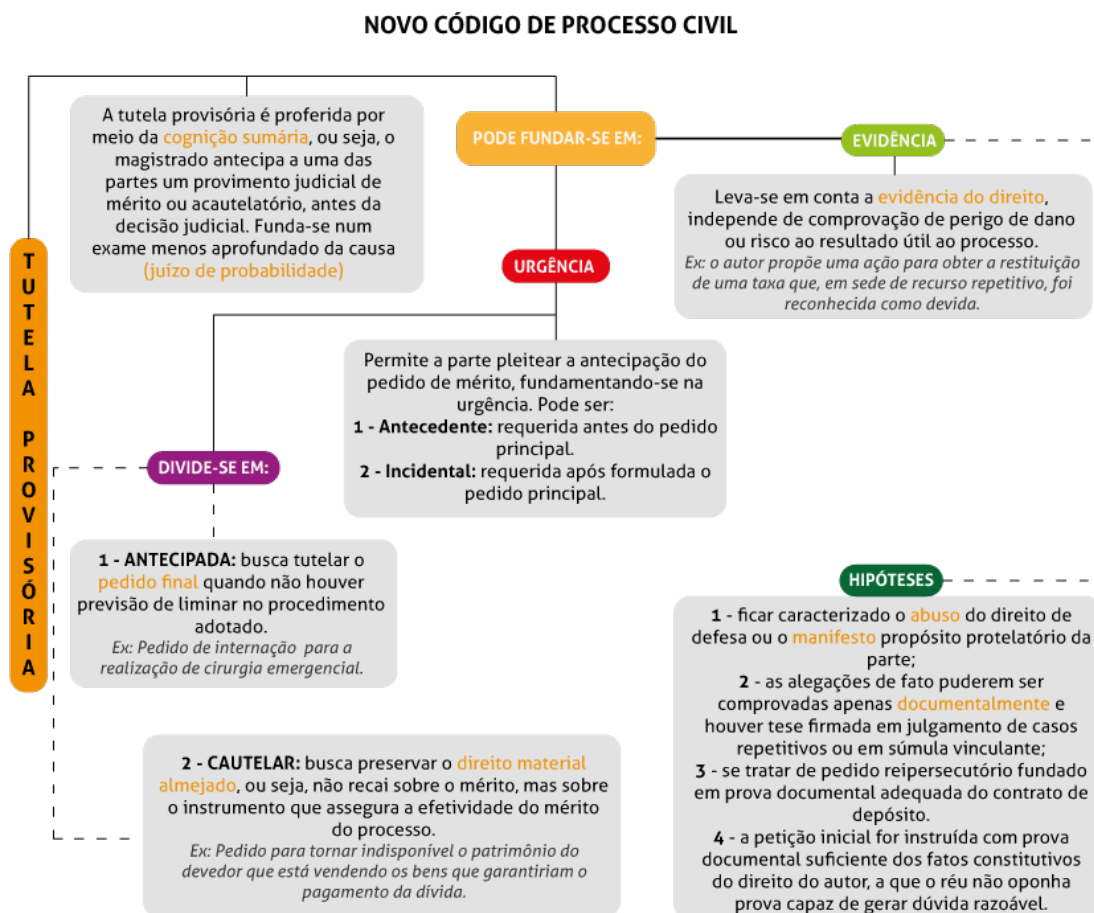 NOVO CÓDIGO DE PROCESSO CIVIL
TUTELA PROVISÓRIA
A tutela provisória é proferida por
meio da cognição sumária, ou seja, o
magistrado antecipa a uma das
partes um provimento judicial de
mérito ou acautelatório, antes da
decisão judicial. Funda-se num
exame menos aprofundado da causa
(juízo de probabilidade)
PODE FUNDAR-SE EM:
EVIDÊNCIA
Leva-se em conta a evidência do direito,
independe de comprovação de perigo de dano
ou risco ao resultado útil ao processo.
Ex: o autor propõe uma ação para obter a restituição
de uma taxa que, em sede de recurso repetitivo, foi
reconhecida como devida.
URGÊNCIA
Permite a parte pleitear a antecipação do
pedido de mérito, fundamentando-se na
urgência. Pode ser:
1 - Antecedente: requerida antes do pedido
principal.
2 - Incidental: requerida após formulada o
pedido principal.
DIVIDE-SE EM:
1 - ANTECIPADA: busca tutelar o
pedido final quando não houver
previsão de liminar no procedimento
adotado.
Ex: Pedido de internação para a
realização de cirurgia emergencial.
2 - CAUTELAR: busca preservar o direito material
almejado, ou seja, não recai sobre o mérito, mas sobre
o instrumento que assegura a efetividade do mérito
do processo.
Ex: Pedido para tornar indisponível o patrimônio do
devedor que está vendendo os bens que garantiriam o
pagamento da dívida.
HIPÓTESES
1 - ficar caracterizado o abuso do direito de
defesa ou o manifesto propósito protelatório da
parte;
2 - as alegações de fato puderem ser
comprovadas apenas documentalmente e
houver tese firmada em julgamento de casos
repetitivos ou em súmula vinculante;
3 - se tratar de pedido reipersecutório fundado
em prova documental adequada do contrato de
depósito.
4 - a petição inicial for instruída com prova
documental suficiente dos fatos constitutivos
do direito do autor, a que o réu não oponha
prova capaz de gerar dúvida razoável.